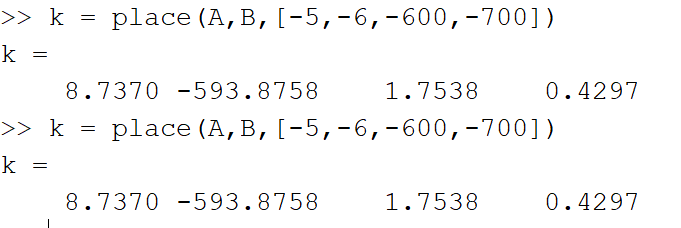 >> k = place(A,B,[-5,-6,-600,-700])
k =
8.7370 -593.8758 1.7538 0.4297
>> k = place(A,B,[-5,-6,-600,-700])
k =
8.7370 -593.8758 1.7538 0.4297